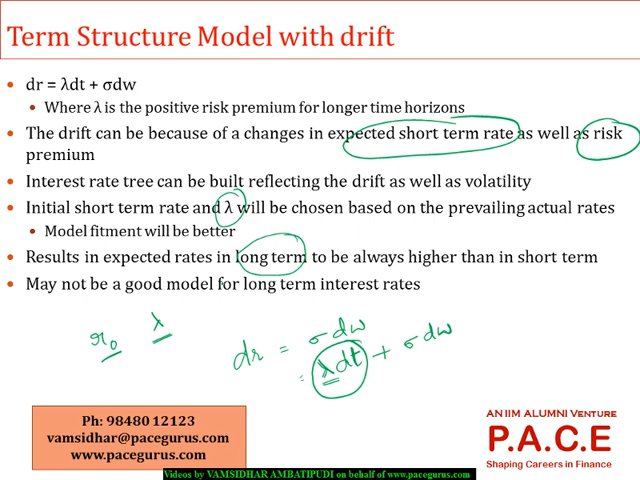 Term Structure Model with drift
• dr = λdt + σdw
• Where λ is the positive risk premium for longer time horizons
• The drift can be because of a changes in expected short term rate as well as risk
premium
• Interest rate tree can be built reflecting the drift as well as volatility
• Initial short term rate and λ will be chosen based on the prevailing actual rates
• Model fitment will be better
• Results in expected rates in long term to be always higher than in short term
• May not be a good model for long term interest rates
r₀ λ
dr = σ dw
= λ dt + σ dw
Ph: 98480 12123
vamsidhar@pacegurus.com
www.pacegurus.com
AN IIM ALUMNI VENTURE
P.A.C.E
Shaping Careers in Finance
Videos by VAMSIDHAR AMBATIPUDI on behalf of www.pacegurus.com